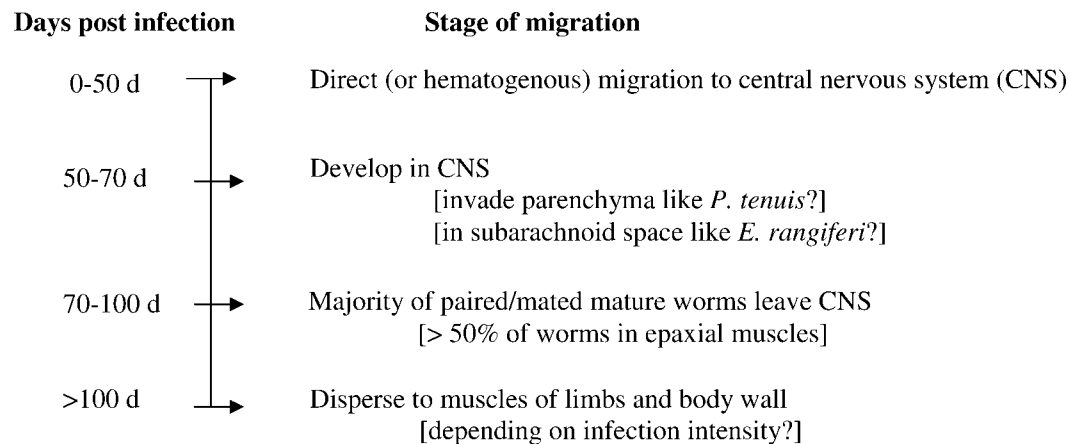 Days post infection Stage of migration
0-50 d Direct (or hematogenous) migration to central nervous system (CNS)
50-70 d Develop in CNS
[invade parenchyma like P. tenuis?]
[in subarachnoid space like E. rangiferi?]
70-100 d Majority of paired/mated mature worms leave CNS
[> 50% of worms in epaxial muscles]
>100 d Disperse to muscles of limbs and body wall
[depending on infection intensity?]